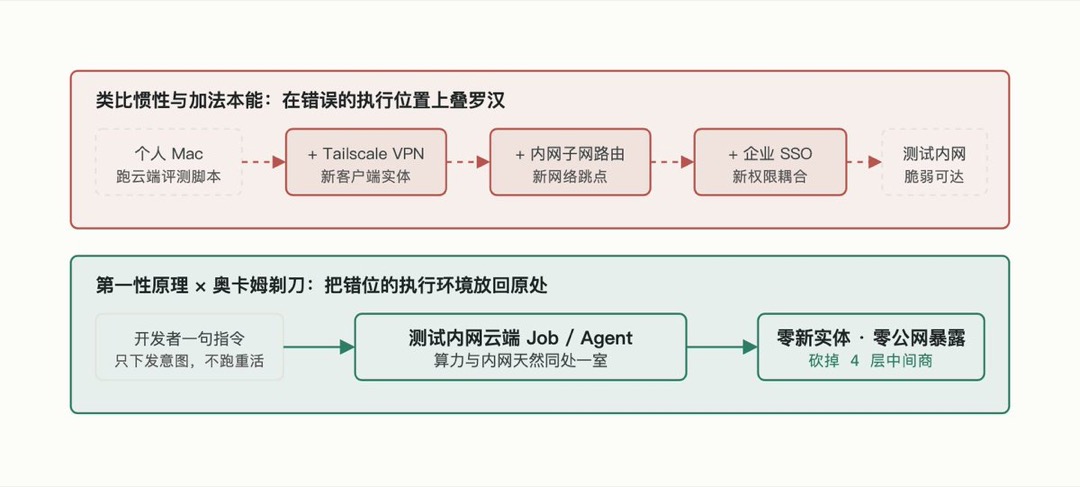 类比惯性与加法本能：在错误的执行位置上叠罗汉
个人 Mac
跑云端评测脚本
+ Tailscale VPN
新客户端实体
+ 内网子网路由
新网络跳点
+ 企业 SSO
新权限耦合
测试内网
脆弱可达
第一性原理 × 奥卡姆剃刀：把错位的执行环境放回原处
开发者一句指令
只下发意图，不跑重活
测试内网云端 Job / Agent
算力与内网天然同处一室
零新实体 · 零公网暴露
砍掉 4 层中间商